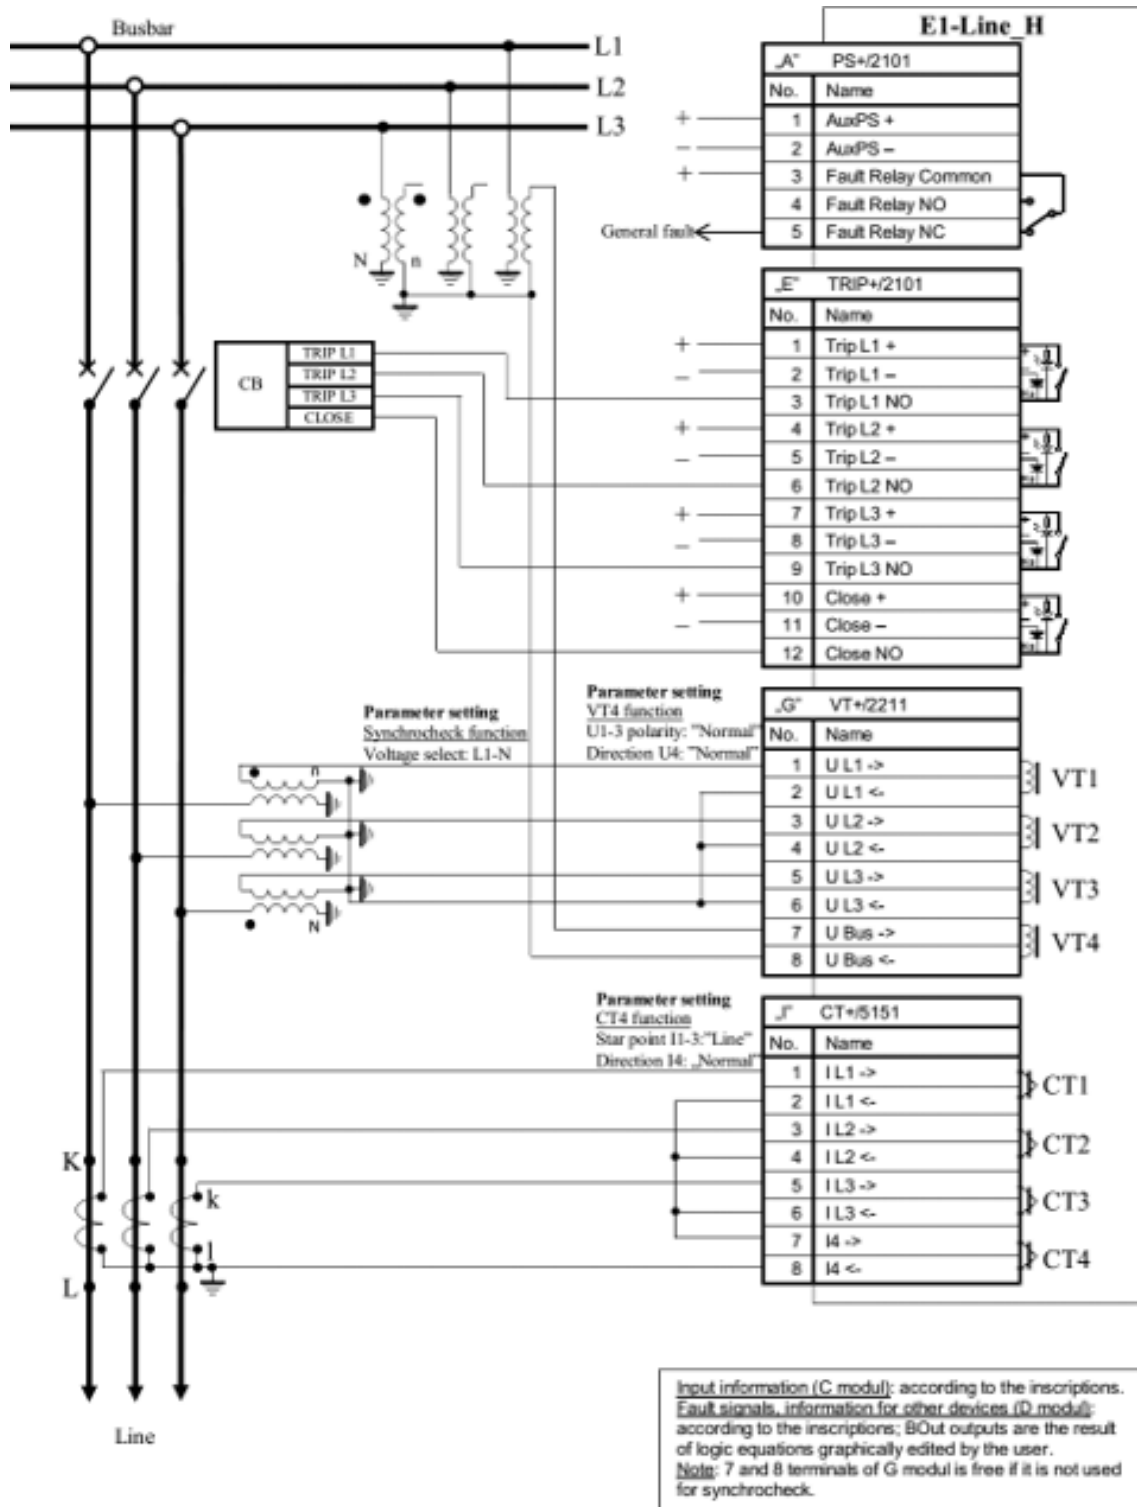 Busbar
L1
L2
L3
E1-Line_H
„A” PS+/2101
No. Name
+ 1 AuxPS +
– 2 AuxPS –
+ 3 Fault Relay Common
4 Fault Relay NO
General fault 5 Fault Relay NC
N n
„E” TRIP+/2101
No. Name
+ 1 Trip L1 +
– 2 Trip L1 –
3 Trip L1 NO
+ 4 Trip L2 +
– 5 Trip L2 –
6 Trip L2 NO
+ 7 Trip L3 +
– 8 Trip L3 –
9 Trip L3 NO
+ 10 Close +
– 11 Close –
12 Close NO
CB
TRIP L1
TRIP L2
TRIP L3
CLOSE
Parameter setting
Synchrocheck function
Voltage select: L1-N
n
N
Parameter setting
VT4 function
U1-3 polarity: ”Normal”
Direction U4: ”Normal”
„G” VT+/2211
No. Name
1 U L1 ->
2 U L1 <-
3 U L2 ->
4 U L2 <-
5 U L3 ->
6 U L3 <-
7 U Bus ->
8 U Bus <-
VT1
VT2
VT3
VT4
Parameter setting
CT4 function
Star point I1-3:”Line”
Direction I4: „Normal”
„I” CT+/5151
No. Name
1 I L1 ->
2 I L1 <-
3 I L2 ->
4 I L2 <-
5 I L3 ->
6 I L3 <-
7 I4 ->
8 I4 <-
CT1
CT2
CT3
CT4
K
k
l
L
Line
Input information (C modul): according to the inscriptions.
Fault signals, information for other devices (D modul):
according to the inscriptions; BOut outputs are the result
of logic equations graphically edited by the user.
Note: 7 and 8 terminals of G modul is free if it is not used
for synchrocheck.